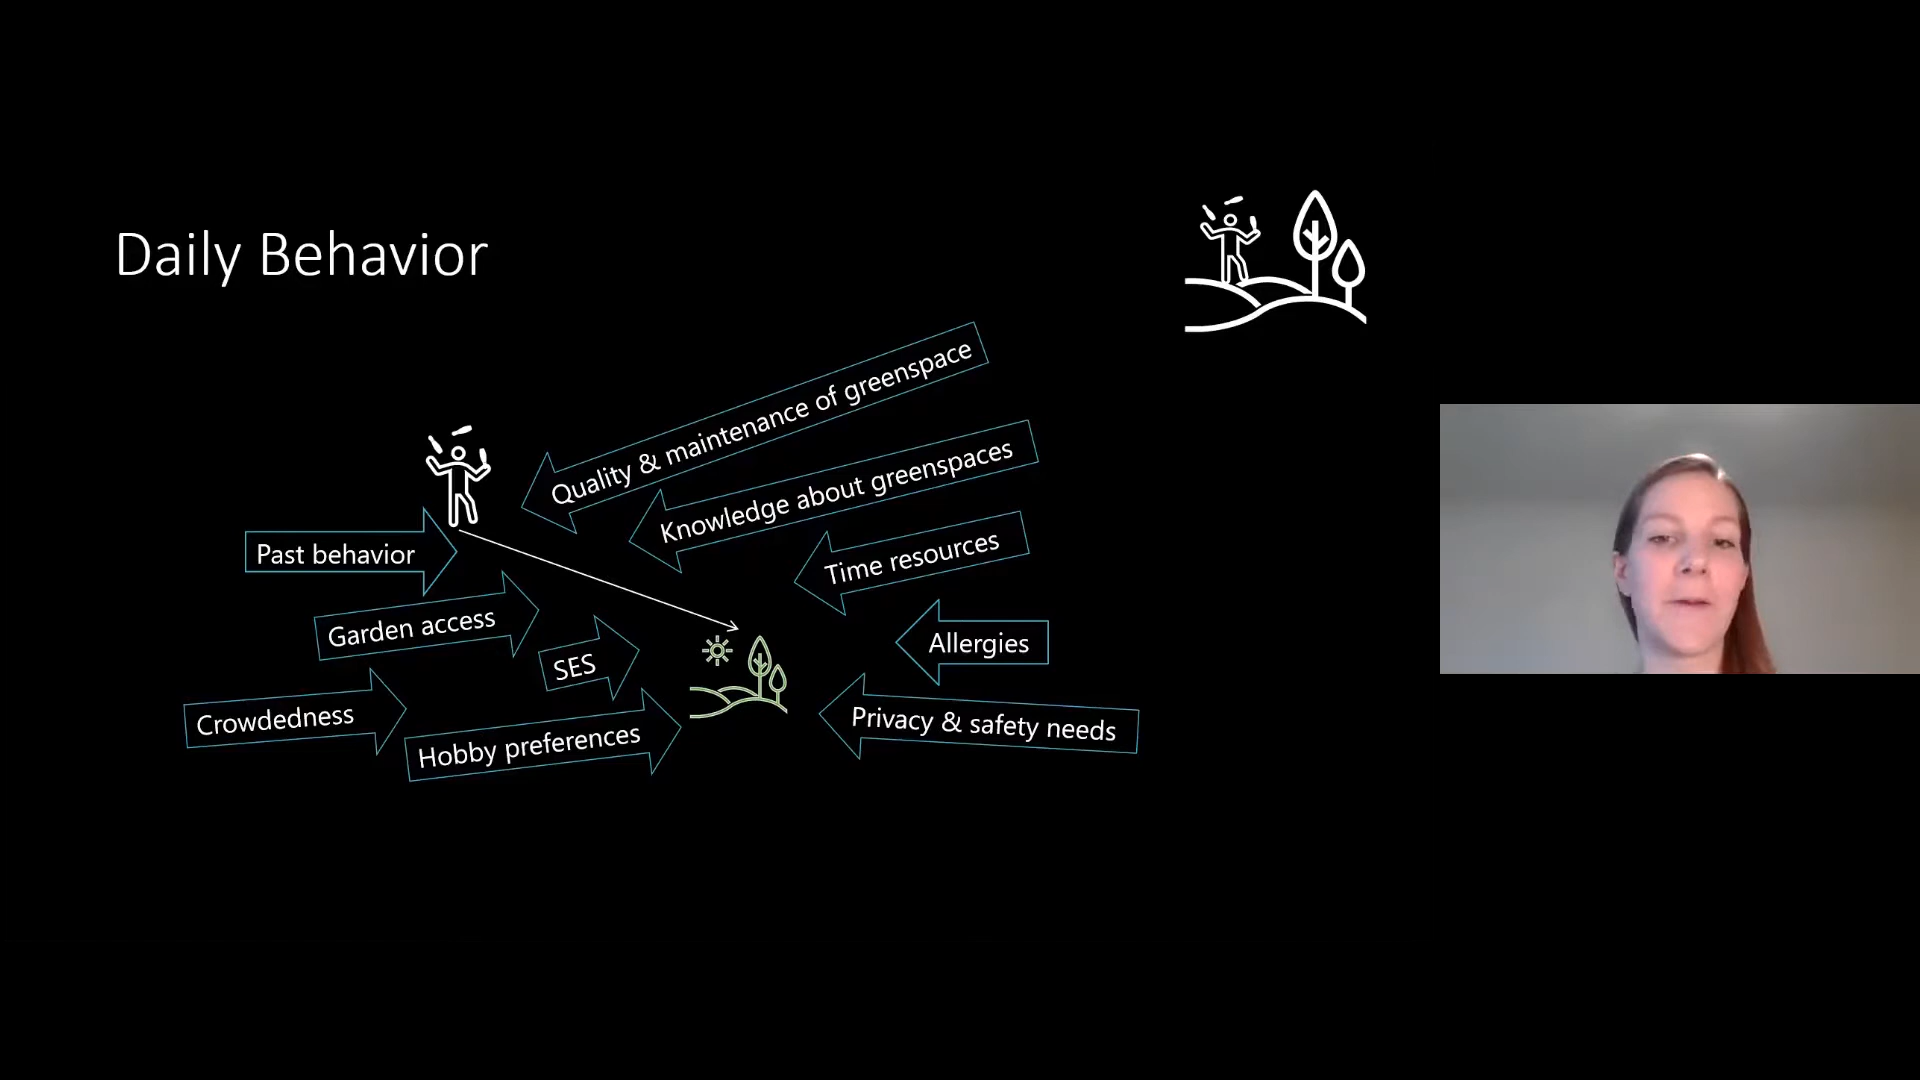 Daily Behavior
Quality & maintenance of greenspace
Knowledge about greenspaces
Time resources
Past behavior
Garden access
SES
Allergies
Crowdedness
Hobby preferences
Privacy & safety needs